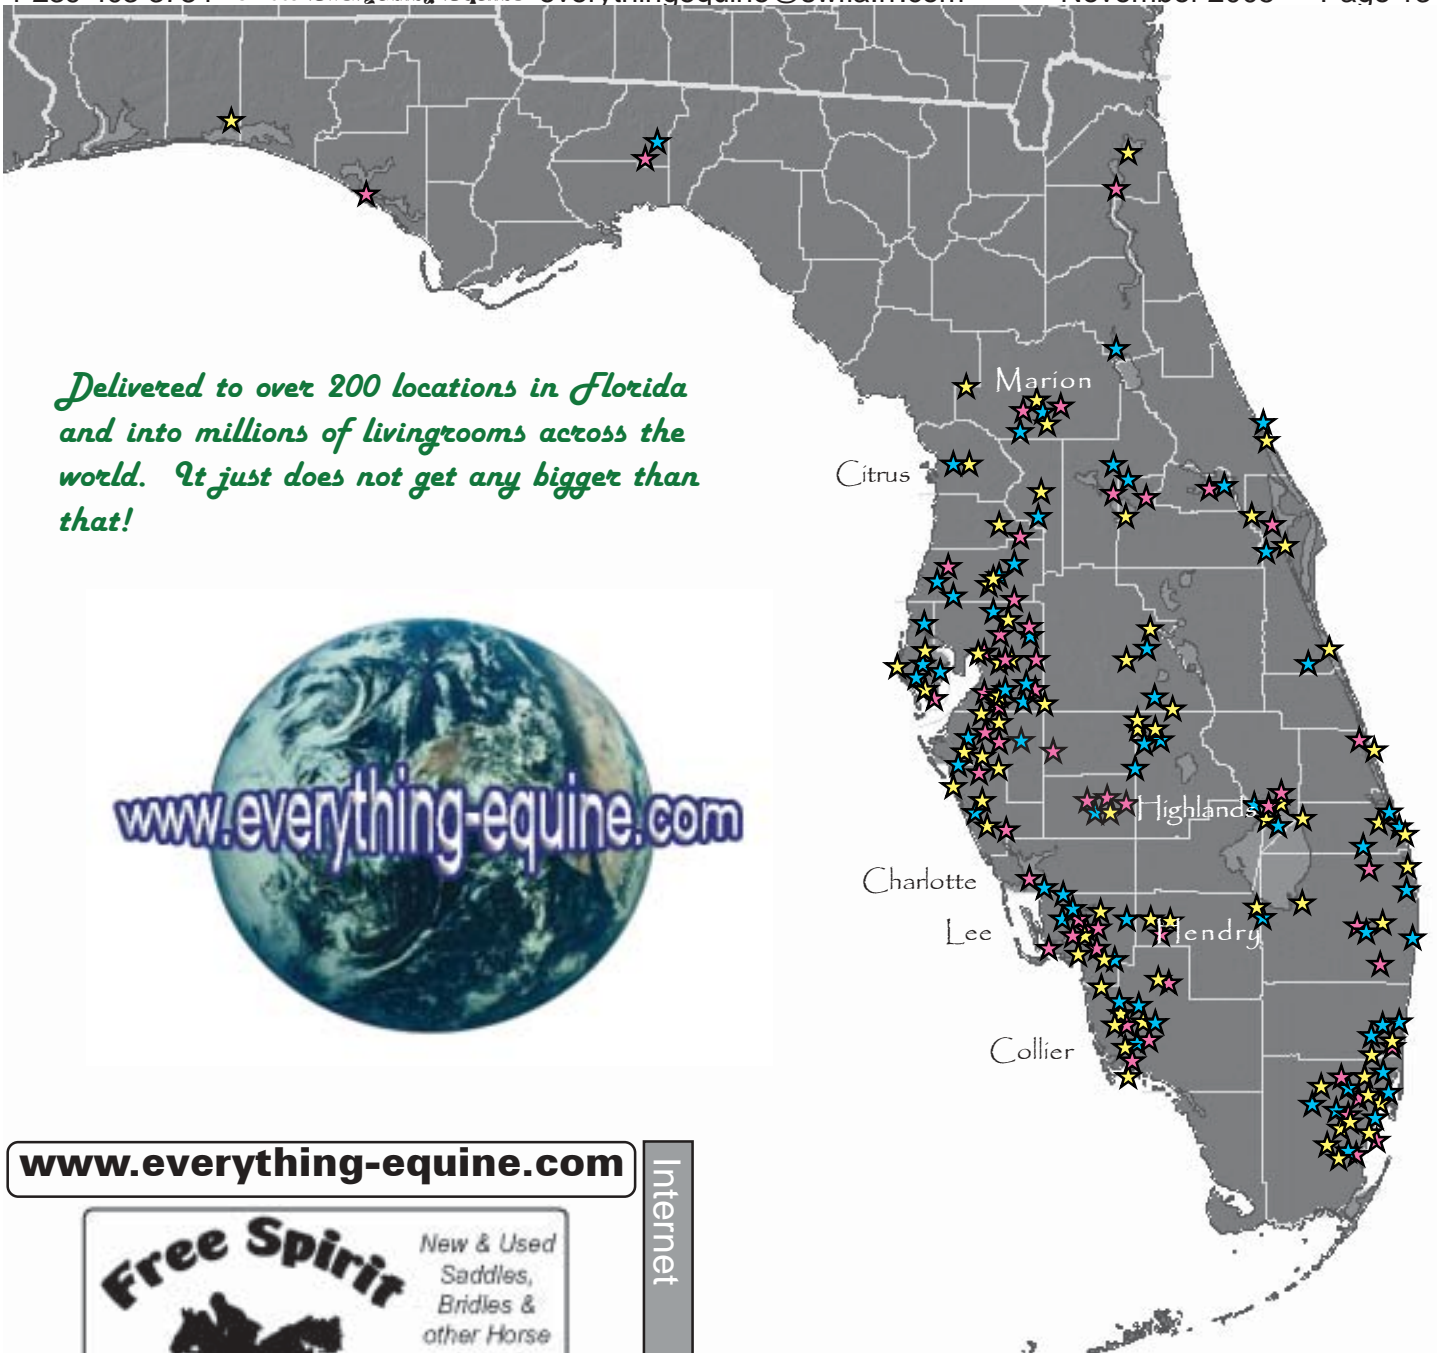 Marion
Citrus
Delivered to over 200 locations in Florida
and into millions of livingrooms across the
world. It just does not get any bigger than
that!
www.everything-equine.com
Highlands
Charlotte
Lee
Hendry
Collier
www.everything-equine.com
Internet
Free Spirit
New & Used
Saddles,
Bridles &
other Horse